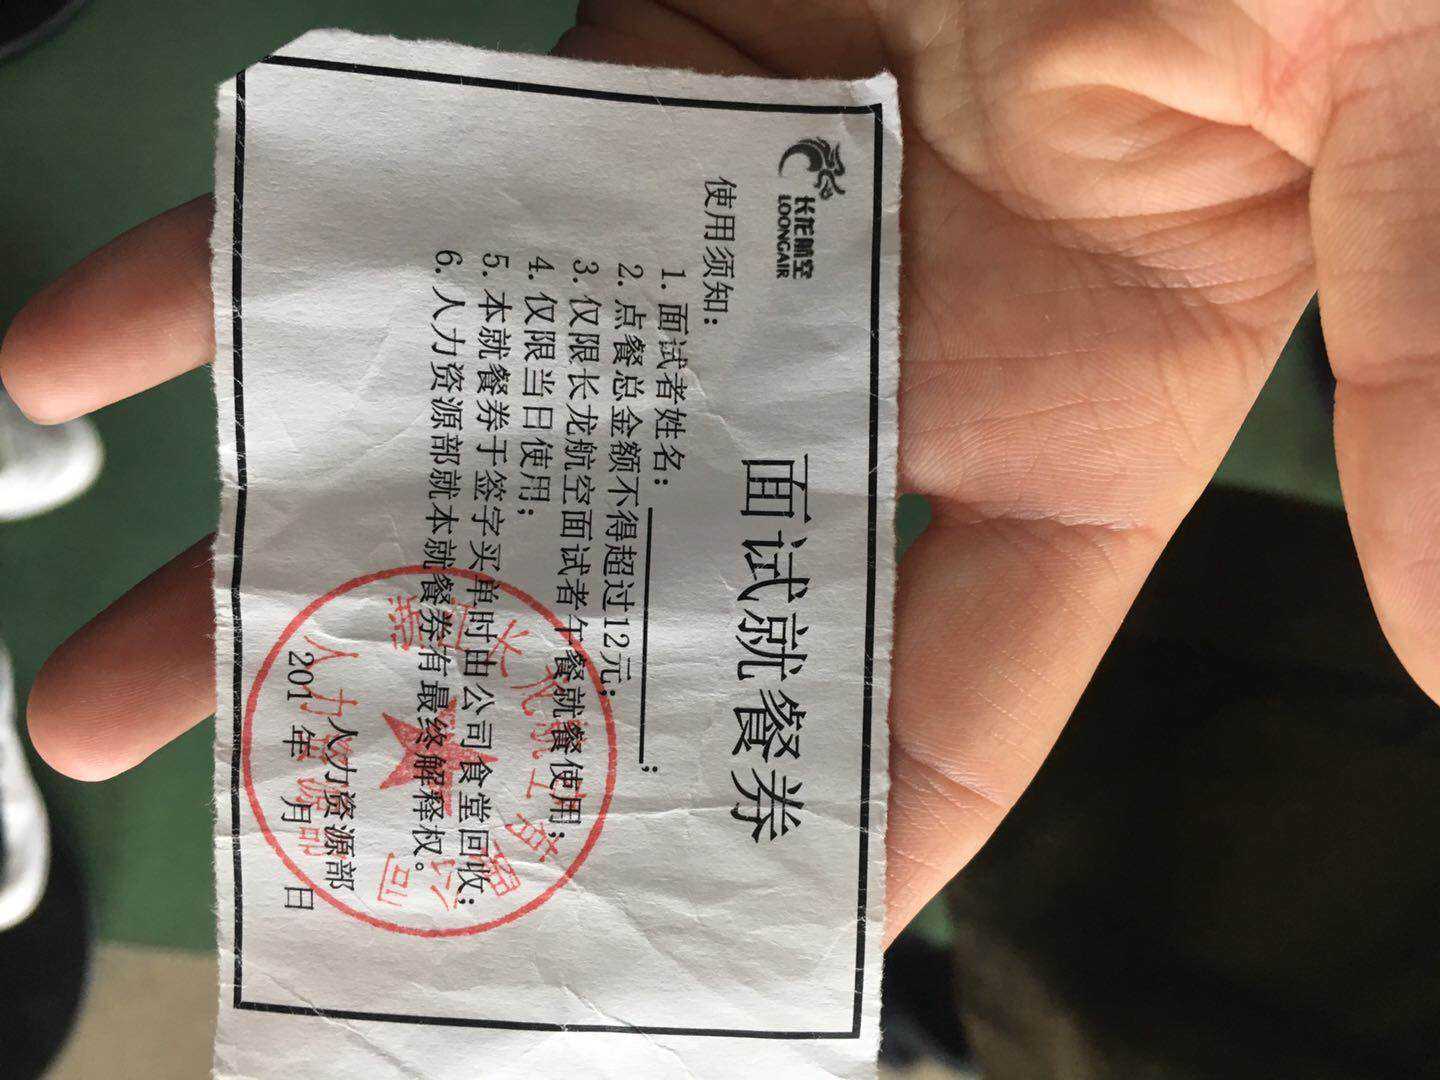 长龙航空
LOONGAIR
面试就餐券
使用须知：
1.面试者姓名：；
2.点餐总金额不得超过12元；
3.仅限长龙航空面试者午餐就餐使用；
4.仅限当日使用；
5.本就餐券于签字买单时由公司食堂回收；
6.人力资源部就本就餐券有最终解释权。
人力资源部
201 年 月 日
人力资源部